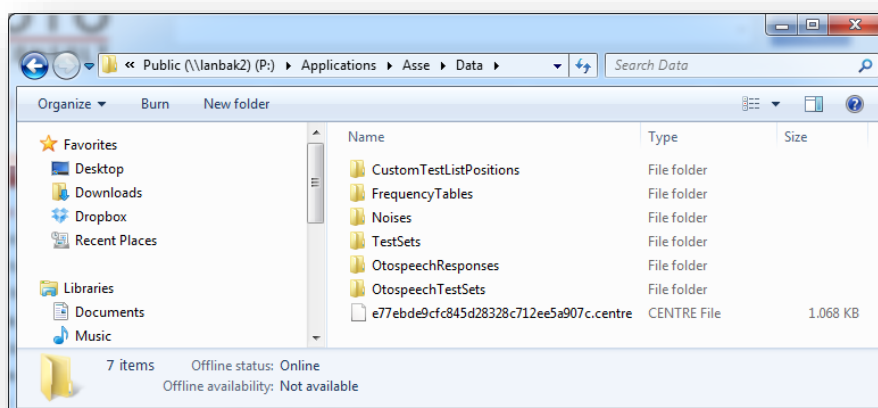 « Public (\\lanbak2) (P:) ▸ Applications ▸ Asse ▸ Data ▸ Search Data
Organize Burn New folder
Favorites
Desktop
Downloads
Dropbox
Recent Places
Libraries
Documents
Music
Name Type Size
CustomTestListPositions File folder
FrequencyTables File folder
Noises File folder
TestSets File folder
OtospeechResponses File folder
OtospeechTestSets File folder
e77ebde9cfc845d28328c712ee5a907c.centre CENTRE File 1.068 KB
7 items Offline status: Online
Offline availability: Not available